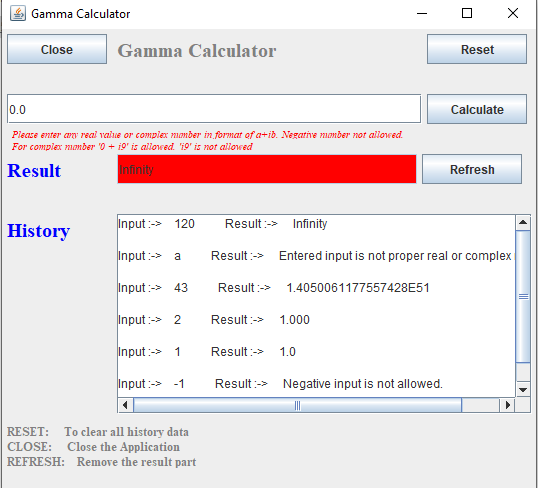 Gamma Calculator
Close Gamma Calculator Reset
0.0 Calculate
Please enter any real value or complex number in format of a+ib. Negative number not allowed.
For complex number '0 + i9' is allowed. 'i9' is not allowed
Result Infinity Refresh
History
Input :-> 120 Result :-> Infinity
Input :-> a Result :-> Entered input is not proper real or complex
Input :-> 43 Result :-> 1.4050061177557428E51
Input :-> 2 Result :-> 1.000
Input :-> 1 Result :-> 1.0
Input :-> -1 Result :-> Negative input is not allowed.
RESET: To clear all history data
CLOSE: Close the Application
REFRESH: Remove the result part